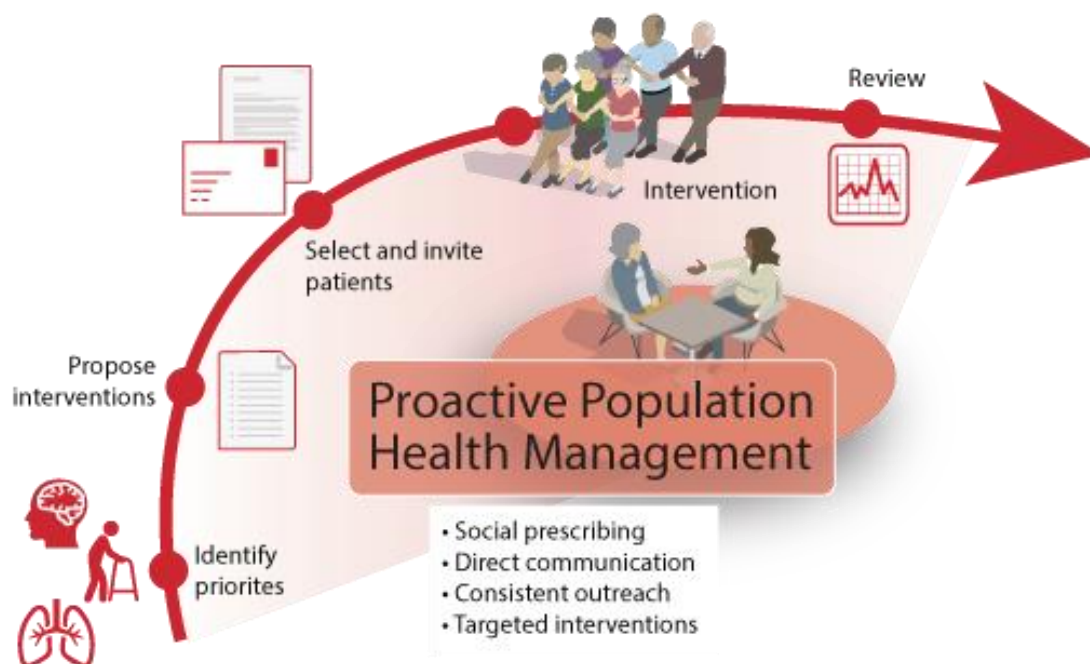 Review
Intervention
Select and invite
patients
Propose
interventions
Identify
priorites
Proactive Population
Health Management
• Social prescribing
• Direct communication
• Consistent outreach
• Targeted interventions